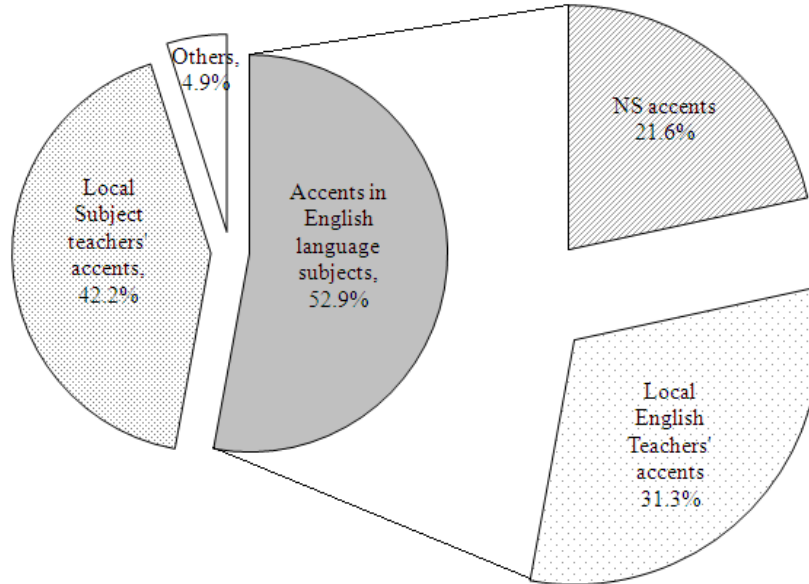 Others,
4.9%
Local
Subject
teachers'
accents,
42.2%
Accents in
English
language
subjects,
52.9%
NS accents
21.6%
Local
English
Teachers'
accents
31.3%